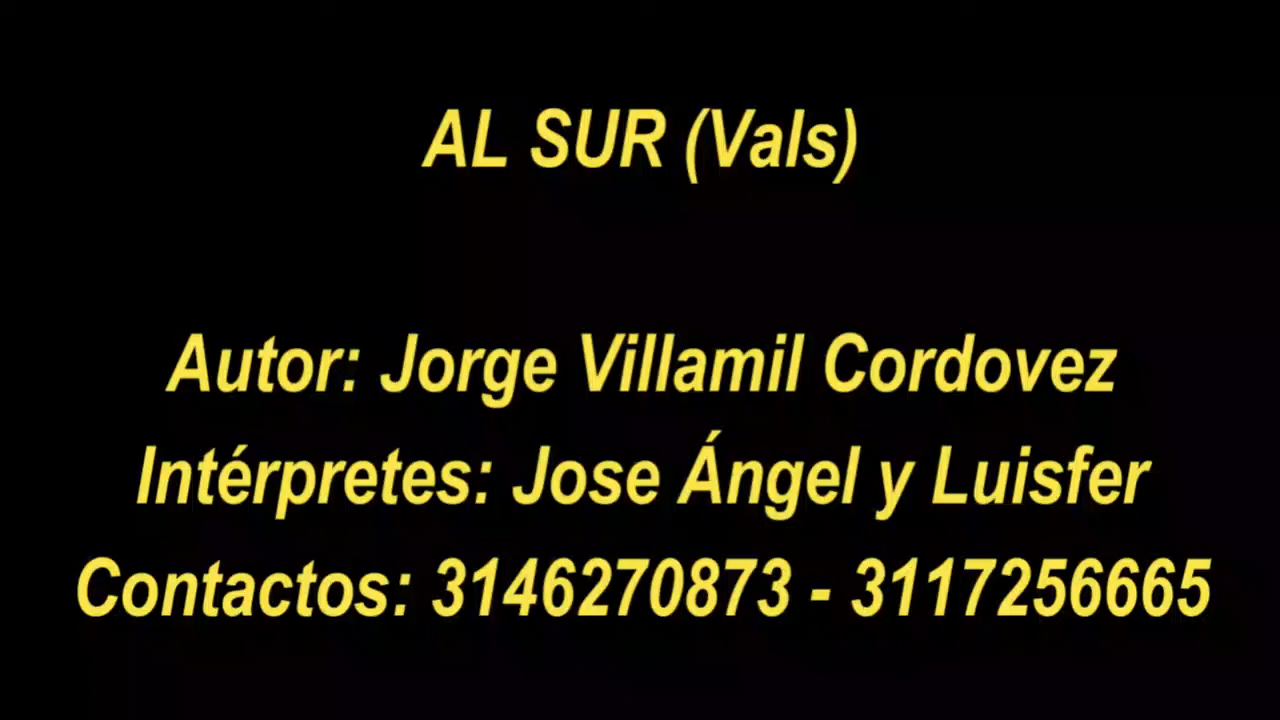 AL SUR (Vals)
Autor: Jorge Villamil Cordovez
Intérpretes: Jose Ángel y Luisfer
Contactos: 3146270873 - 3117256665